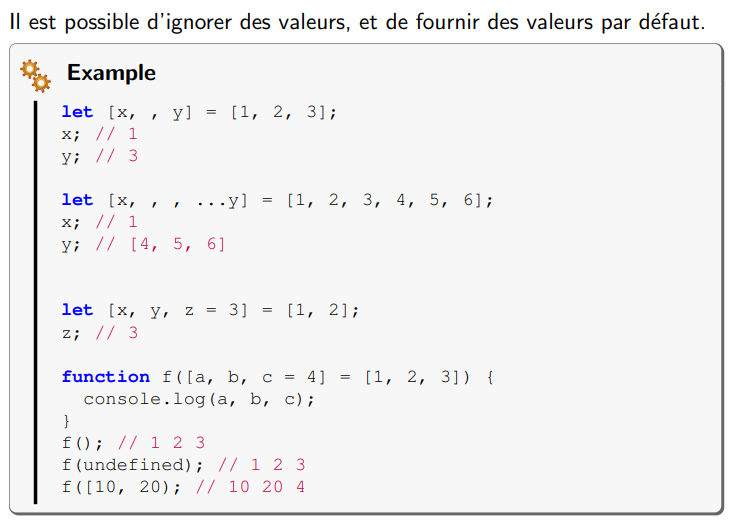 Il est possible d'ignorer des valeurs, et de fournir des valeurs par défaut.
Example
let [x, , y] = [1, 2, 3];
x; // 1
y; // 3
let [x, , , ...y] = [1, 2, 3, 4, 5, 6];
x; // 1
y; // [4, 5, 6]
let [x, y, z = 3] = [1, 2];
z; // 3
function f([a, b, c = 4] = [1, 2, 3]) {
console.log(a, b, c);
}
f(); // 1 2 3
f(undefined); // 1 2 3
f([10, 20); // 10 20 4